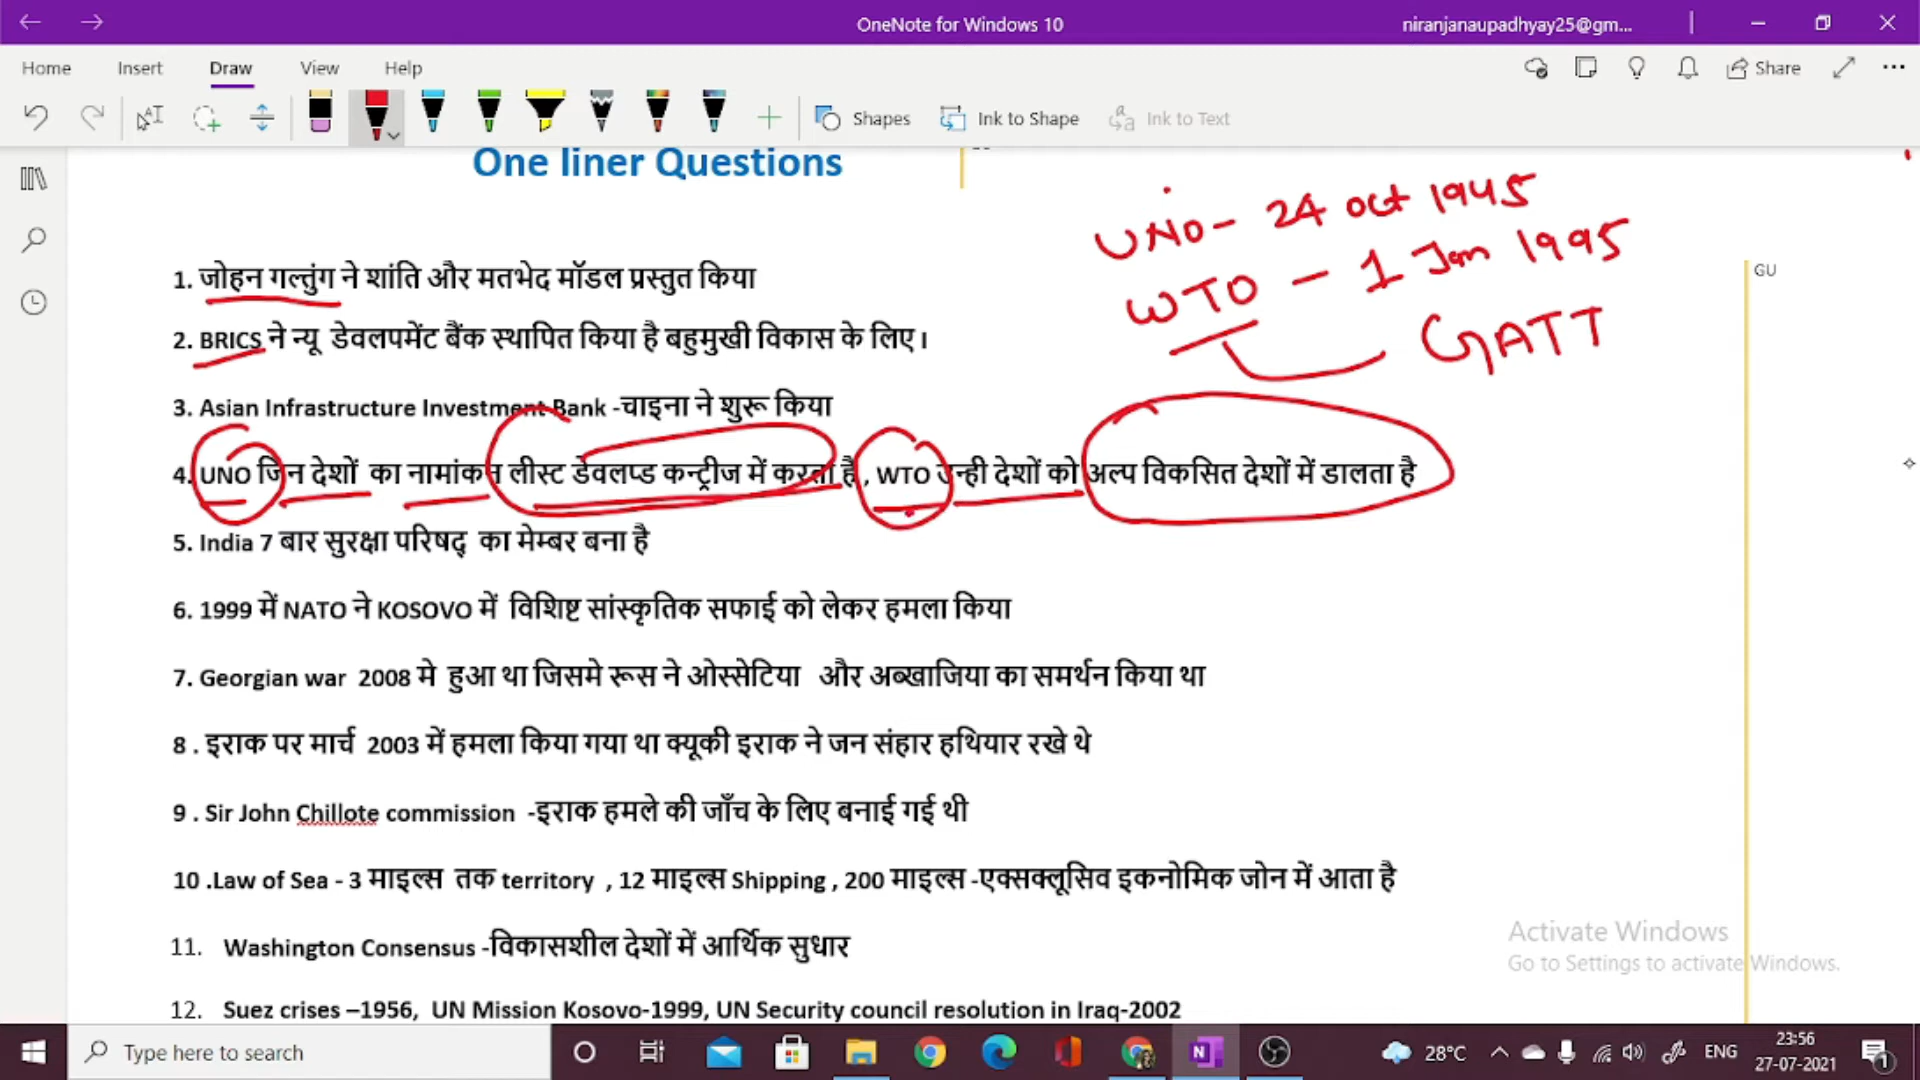 OneNote for Windows 10
niranjanaupadhyay25@gm...
Home Insert Draw View Help
Share
Shapes Ink to Shape Ink to Text
One liner Questions
UNO - 24 oct 1945
WTO - 1 Jan 1995
GATT
GU
1. जोहन गल्तुंग ने शांति और मतभेद मॉडल प्रस्तुत किया
2. BRICS ने न्यू डेवलपमेंट बैंक स्थापित किया है बहुमुखी विकास के लिए ।
3. Asian Infrastructure Investment Bank -चाइना ने शुरू किया
4. UNO जिन देशों का नामांकन लीस्ट डेवलप्ड कन्ट्रीज में करता है , WTO उन्ही देशों को अल्प विकसित देशों में डालता है
5. India 7 बार सुरक्षा परिषद् का मेम्बर बना है
6. 1999 में NATO ने KOSOVO में विशिष्ट सांस्कृतिक सफाई को लेकर हमला किया
7. Georgian war 2008 मे हुआ था जिसमे रूस ने ओस्सेटिया और अब्खाजिया का समर्थन किया था
8 . इराक पर मार्च 2003 में हमला किया गया था क्यूकी इराक ने जन संहार हथियार रखे थे
9 . Sir John Chillote commission -इराक हमले की जाँच के लिए बनाई गई थी
10 .Law of Sea - 3 माइल्स तक territory , 12 माइल्स Shipping , 200 माइल्स -एक्सक्लूसिव इकनोमिक जोन में आता है
11. Washington Consensus -विकासशील देशों में आर्थिक सुधार
12. Suez crises –1956, UN Mission Kosovo-1999, UN Security council resolution in Iraq-2002
Activate Windows
Go to Settings to activate Windows.
Type here to search
28°C
ENG
23:56
27-07-2021
1